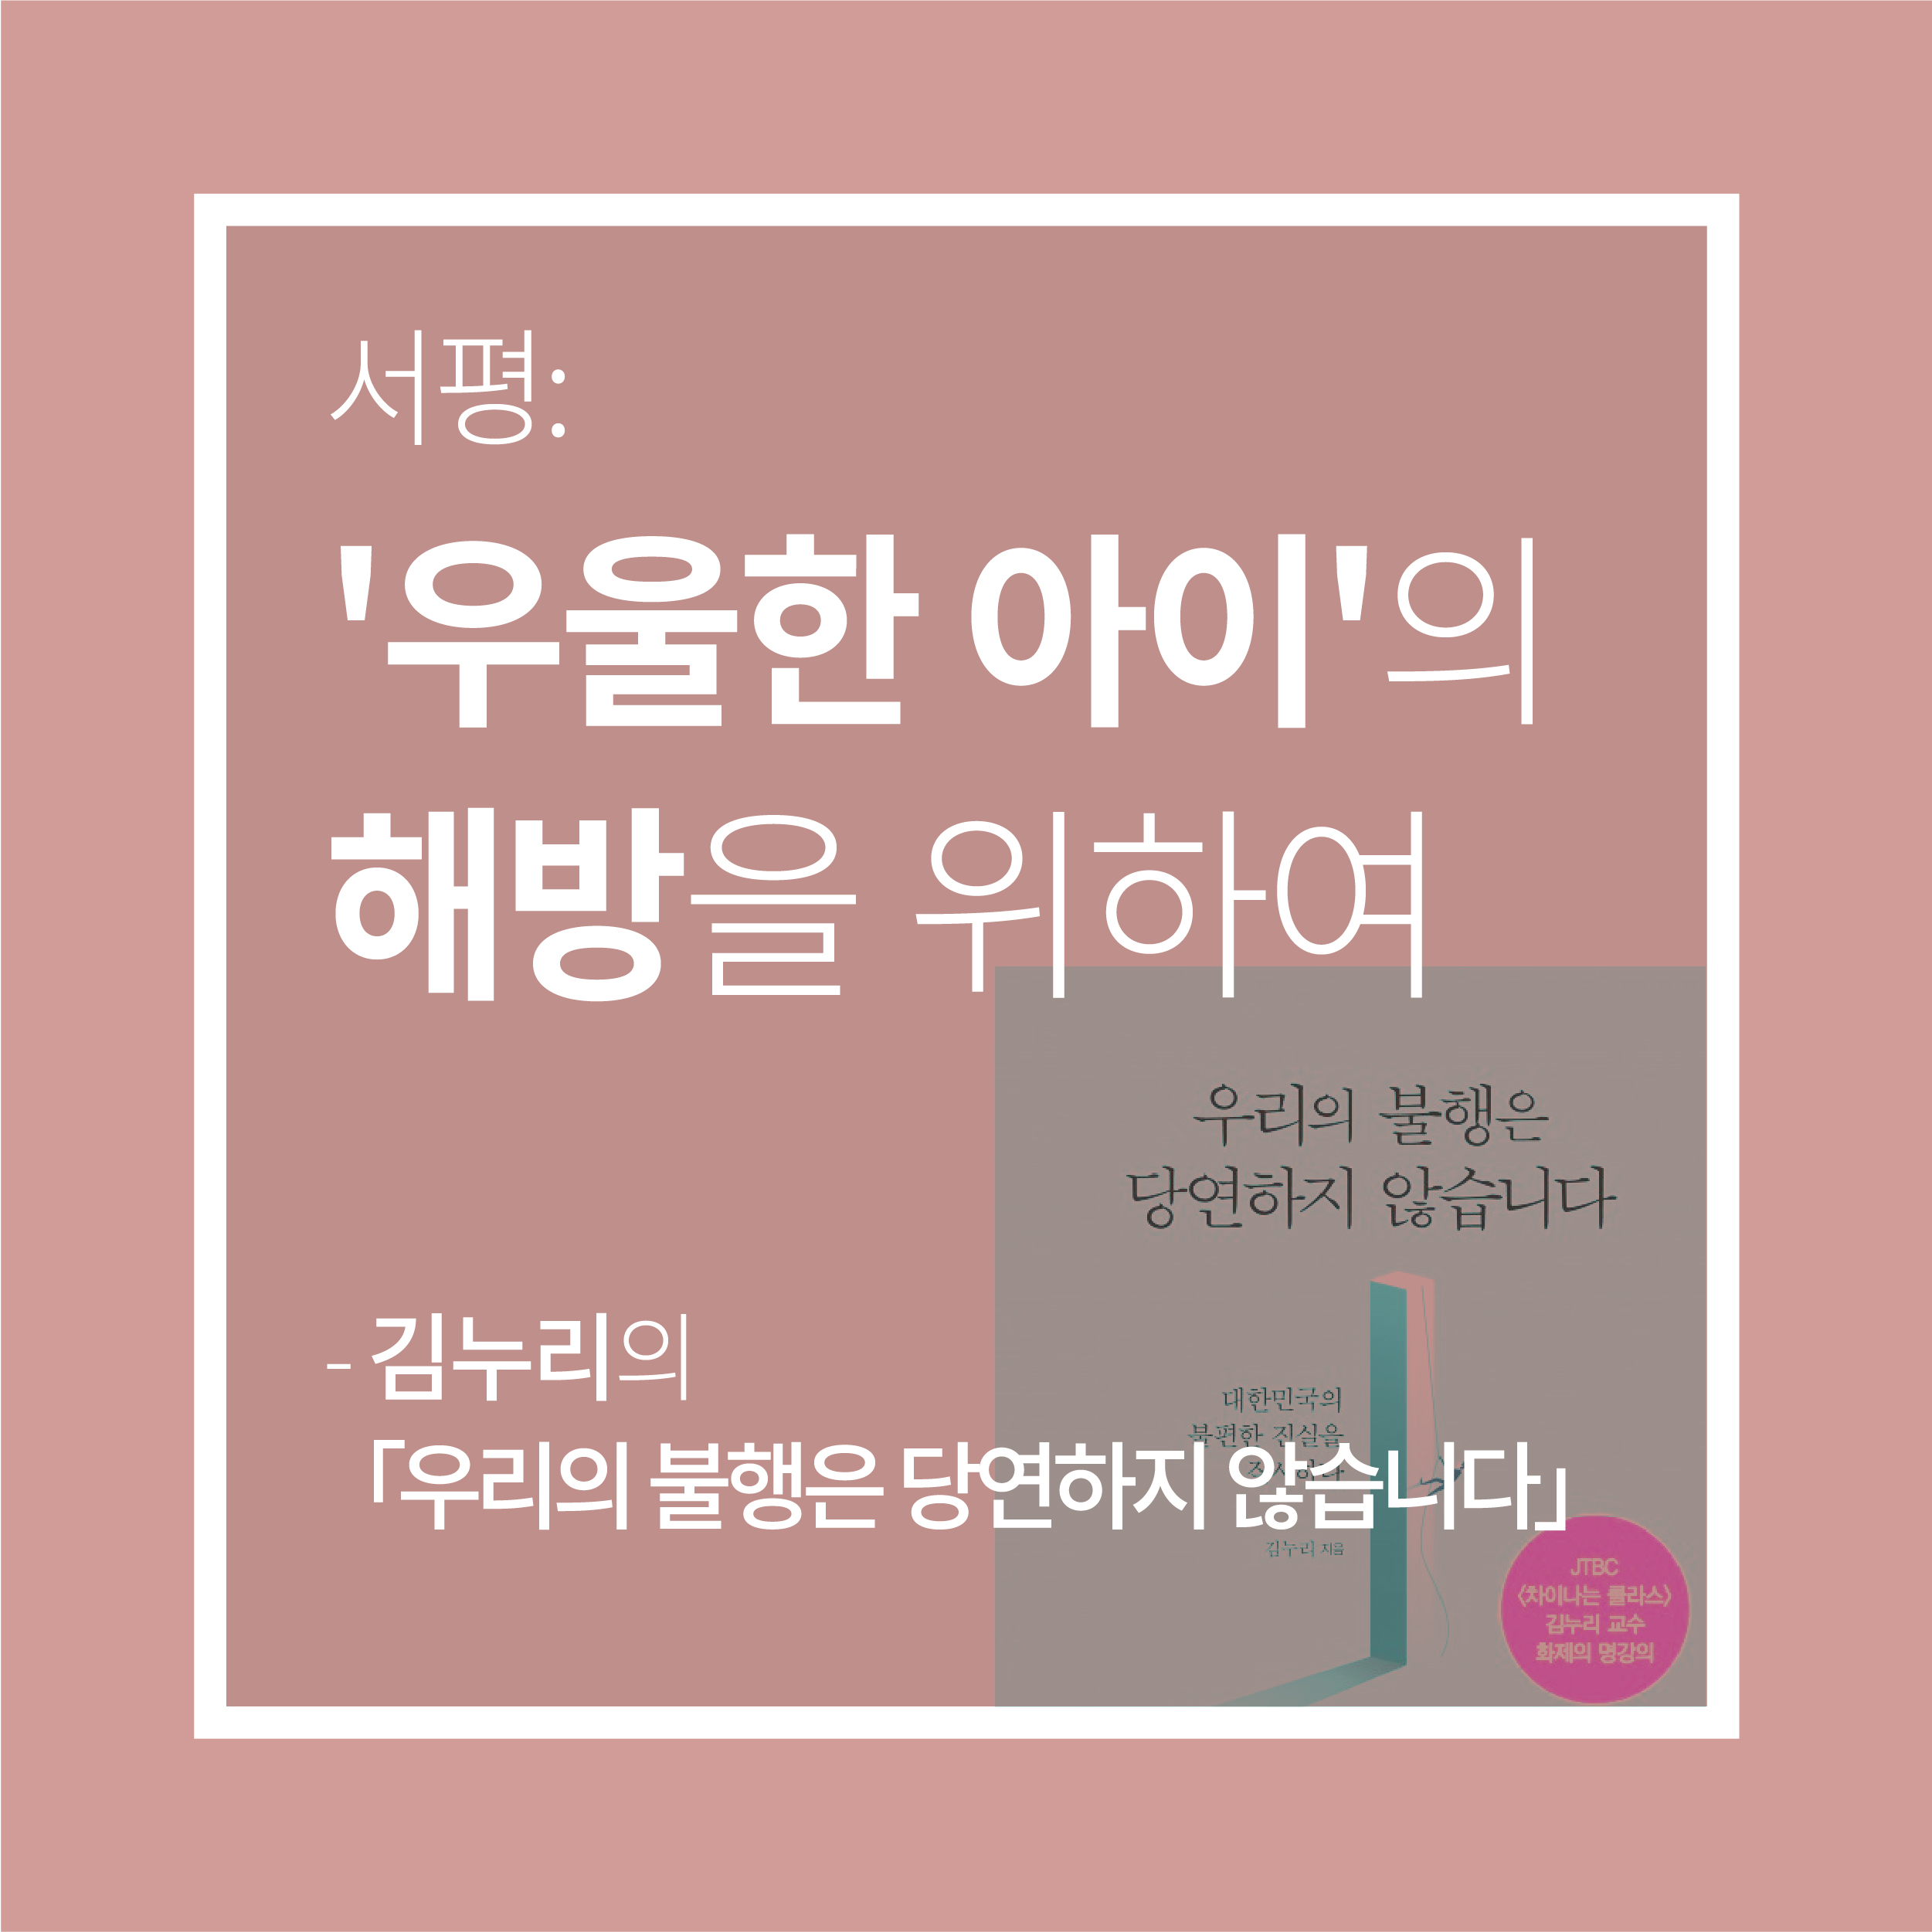 서평:
'우울한 아이'의
해방을 위하여
우리의 불행은
당연하지 않습니다
대한민국의
불편한 진실을
- 김누리의
「우리의 불행은 당연하지 않습니다」
김누리 지음
JTBC
〈차이나는 클라스〉
김누리 교수
화제의 명강의